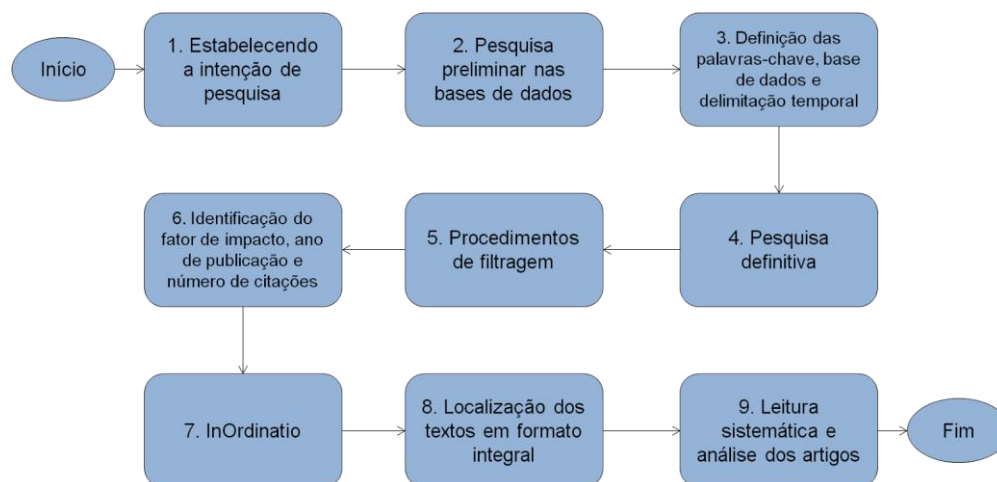 Início
1. Estabelecendo
a intenção de
pesquisa
2. Pesquisa
preliminar nas
bases de dados
3. Definição das
palavras-chave, base
de dados e
delimitação temporal
4. Pesquisa
definitiva
5. Procedimentos
de filtragem
6. Identificação do
fator de impacto, ano
de publicação e
número de citações
7. InOrdinatio
8. Localização dos
textos em formato
integral
9. Leitura
sistemática e
análise dos artigos
Fim